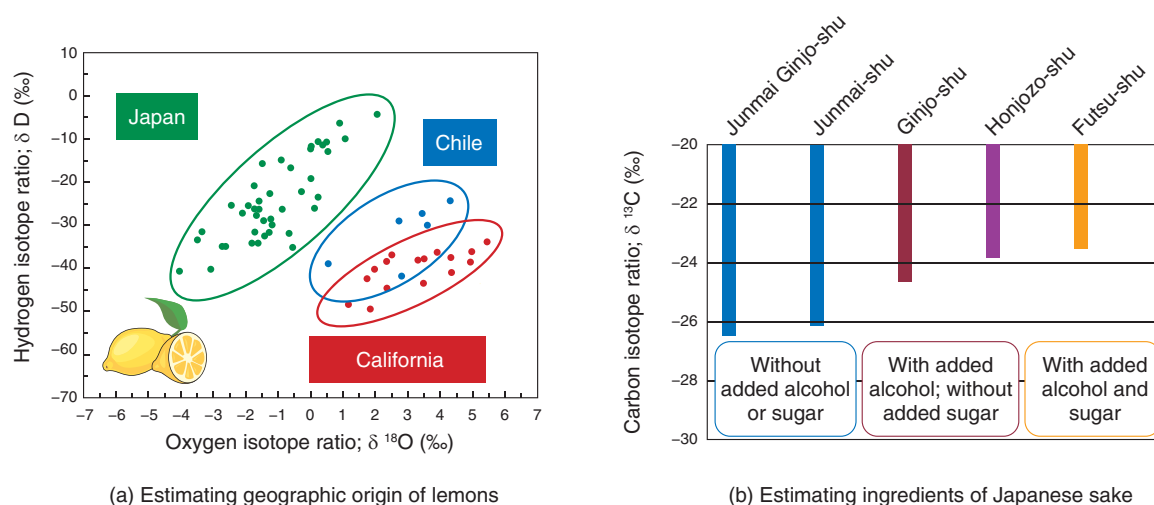 Hydrogen isotope ratio; δ D (‰)
10
0
−10
−20
−30
−40
−50
−60
−70
Japan
Chile
California
−7 −6 −5 −4 −3 −2 −1 0 1 2 3 4 5 6 7
Oxygen isotope ratio; δ ¹⁸O (‰)
(a) Estimating geographic origin of lemons
Junmai Ginjo-shu
Junmai-shu
Ginjo-shu
Honjozo-shu
Futsu-shu
Carbon isotope ratio; δ ¹³C (‰)
−20
−22
−24
−26
−28
−30
Without
added alcohol
or sugar
With added
alcohol; without
added sugar
With added
alcohol and
sugar
(b) Estimating ingredients of Japanese sake